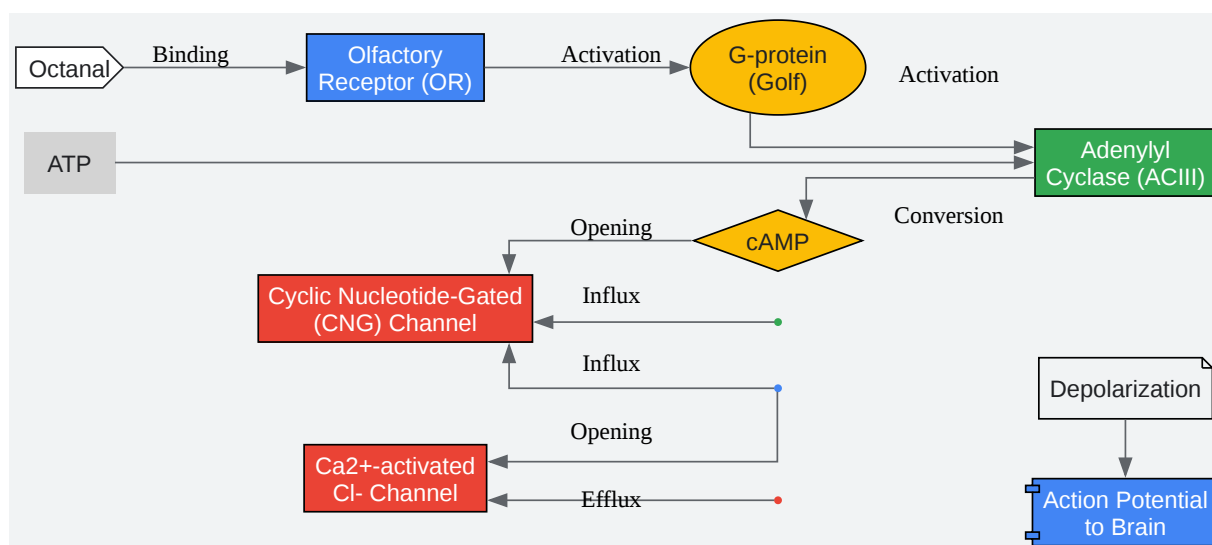 Octanal
Binding
Olfactory
Receptor (OR)
Activation
G-protein
(Golf)
Activation
ATP
Adenylyl
Cyclase (ACIII)
Conversion
cAMP
Opening
Cyclic Nucleotide-Gated
(CNG) Channel
Influx
Influx
Depolarization
Opening
Ca2+-activated
Cl- Channel
Efflux
Action Potential
to Brain